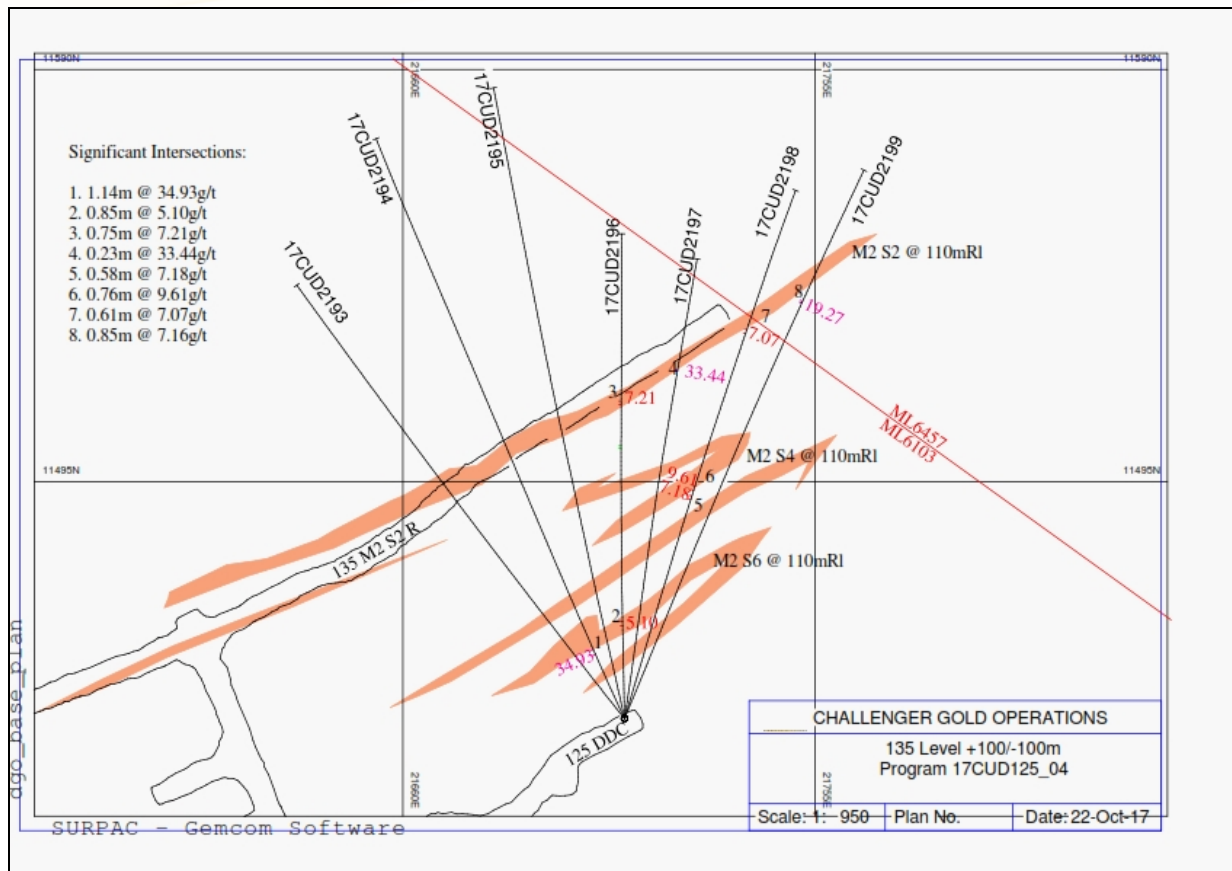 11590N
21660E
21755E
11590N
17CUD2195
17CUD2194
17CUD2198
17CUD2199
Significant Intersections:
1. 1.14m @ 34.93g/t
2. 0.85m @ 5.10g/t
3. 0.75m @ 7.21g/t
4. 0.23m @ 33.44g/t
5. 0.58m @ 7.18g/t
6. 0.76m @ 9.61g/t
7. 0.61m @ 7.07g/t
8. 0.85m @ 7.16g/t
17CUD2193
17CUD2196
17CUD2197
M2 S2 @ 110mRl
8
19.27
7
7.07
4
33.44
3
7.21
ML6457
ML6103
11495N
M2 S4 @ 110mRl
11495N
9.61
6
7.18
5
135 M2 S2 R
M2 S6 @ 110mRl
2
5.10
1
34.93
125 DDC
dgo_base_plan
21660E
21755E
CHALLENGER GOLD OPERATIONS
135 Level +100/-100m
Program 17CUD125_04
Scale: 1: 950
Plan No.
Date: 22-Oct-17
SURPAC - Gemcom Software